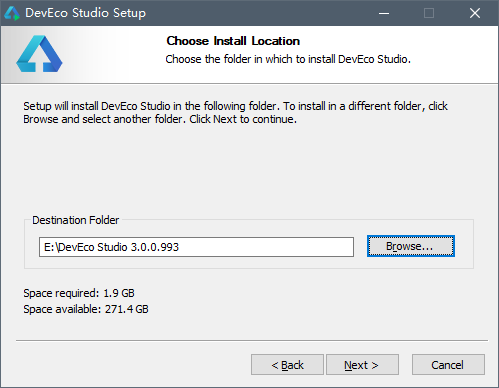 DevEco Studio Setup
Choose Install Location
Choose the folder in which to install DevEco Studio.
Setup will install DevEco Studio in the following folder. To install in a different folder, click
Browse and select another folder. Click Next to continue.
Destination Folder
E:\DevEco Studio 3.0.0.993
Browse...
Space required: 1.9 GB
Space available: 271.4 GB
< Back
Next >
Cancel